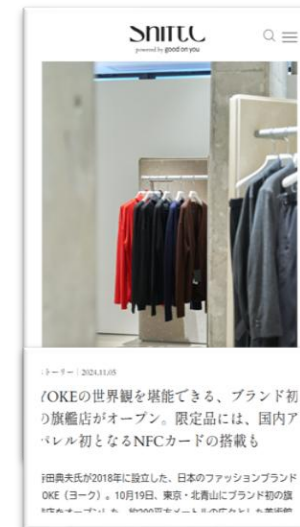 SHIFT C
powered by good on you
トーリー | 2024.11.05
YOKEの世界観を堪能できる、ブランド初
の旗艦店がオープン。限定品には、国内ア
パレル初となるNFCカードの搭載も
寺田典夫氏が2018年に設立した、日本のファッションブランド
OKE（ヨーク）。10月19日、東京・北青山にブランド初の旗